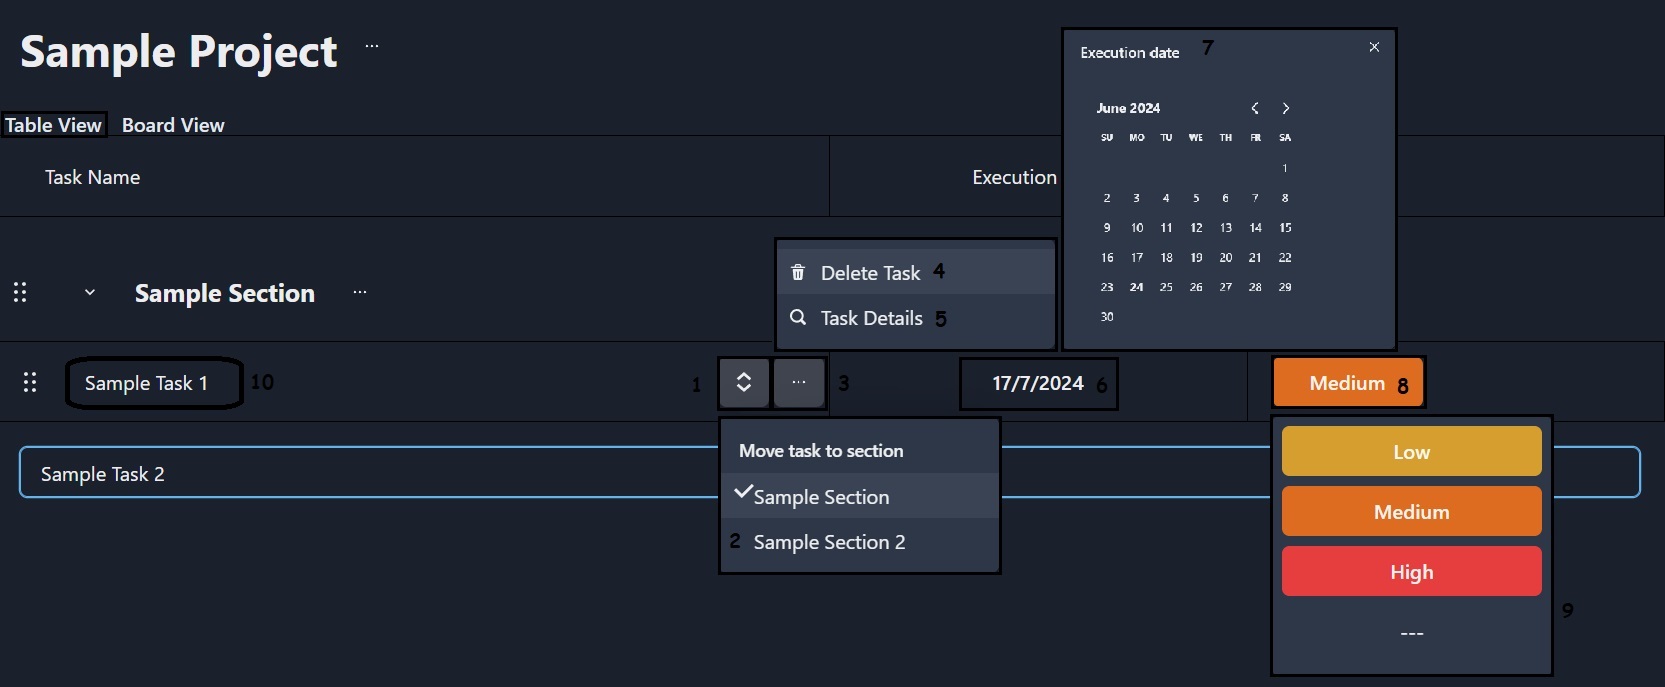 Sample Project ...
Execution date 7
June 2024
SU MO TU WE TH FR SA
1
2 3 4 5 6 7 8
9 10 11 12 13 14 15
16 17 18 19 20 21 22
23 24 25 26 27 28 29
30
Table View Board View
Task Name Execution
Sample Section ...
Delete Task 4
Task Details 5
Sample Task 1 10 1 ... 3 17/7/2024 6 Medium 8
Move task to section
Sample Section
2 Sample Section 2
Sample Task 2
Low
Medium
High
---
9